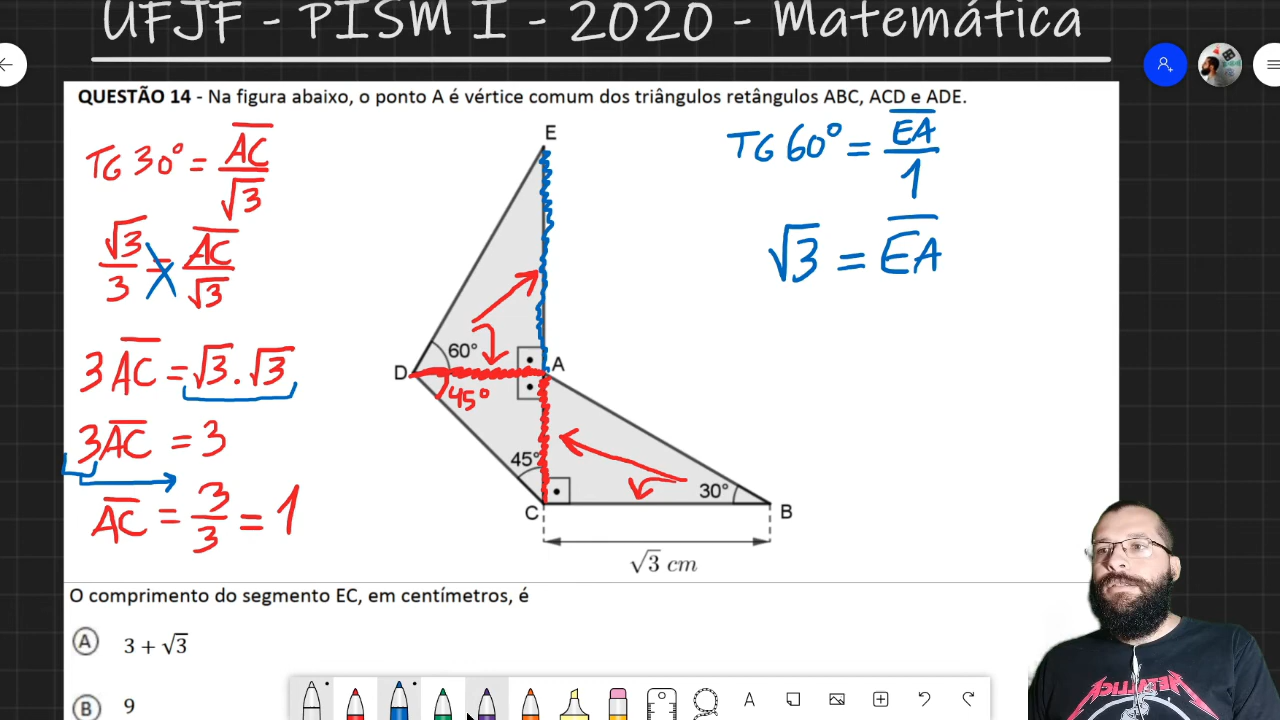 UFJF - PISM I - 2020 - Matemática
QUESTÃO 14 - Na figura abaixo, o ponto A é vértice comum dos triângulos retângulos ABC, ACD e ADE.
TG 30° = AC/√3
√3/3 = AC/√3
3AC = √3.√3
3AC = 3
AC = 3/3 = 1
E
60°
D
A
45°
45°
30°
C
B
√3 cm
TG 60° = EA/1
√3 = EA
O comprimento do segmento EC, em centímetros, é
A 3 + √3
B 9
A
METALLICA